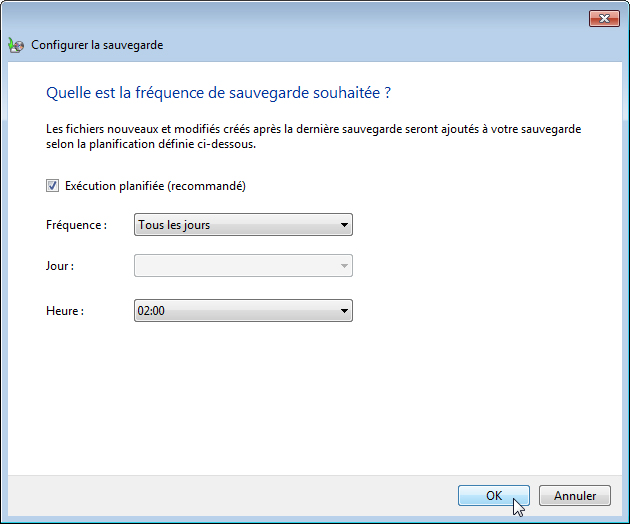 Configurer la sauvegarde
Quelle est la fréquence de sauvegarde souhaitée ?
Les fichiers nouveaux et modifiés créés après la dernière sauvegarde seront ajoutés à votre sauvegarde
selon la planification définie ci-dessous.
Exécution planifiée (recommandé)
Fréquence : Tous les jours
Jour :
Heure : 02:00
OK Annuler